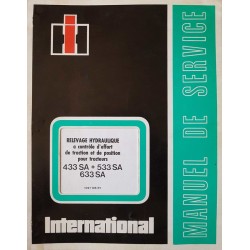 RELEVAGE HYDRAULIQUE
à contrôle d'effort
de traction et de position
pour tracteurs
433 SA • 533 SA
633 SA
International
MANUEL DE SERVICE